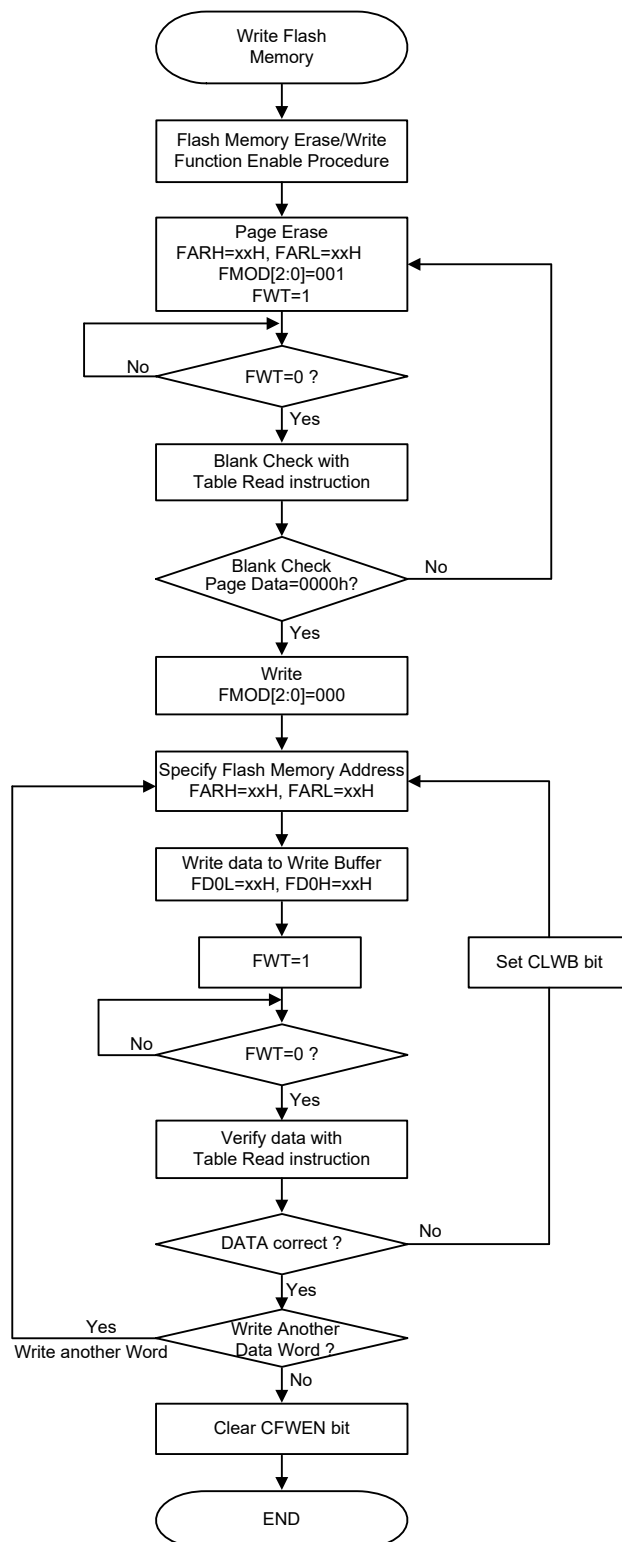 Write Flash
Memory
Flash Memory Erase/Write
Function Enable Procedure
Page Erase
FARH=xxH, FARL=xxH
FMOD[2:0]=001
FWT=1
No
FWT=0 ?
Yes
Blank Check with
Table Read instruction
Blank Check
Page Data=0000h?
No
Yes
Write
FMOD[2:0]=000
Specify Flash Memory Address
FARH=xxH, FARL=xxH
Write data to Write Buffer
FD0L=xxH, FD0H=xxH
FWT=1
Set CLWB bit
No
FWT=0 ?
Yes
Verify data with
Table Read instruction
DATA correct ?
No
Yes
Yes
Write another Word
Write Another
Data Word ?
No
Clear CFWEN bit
END